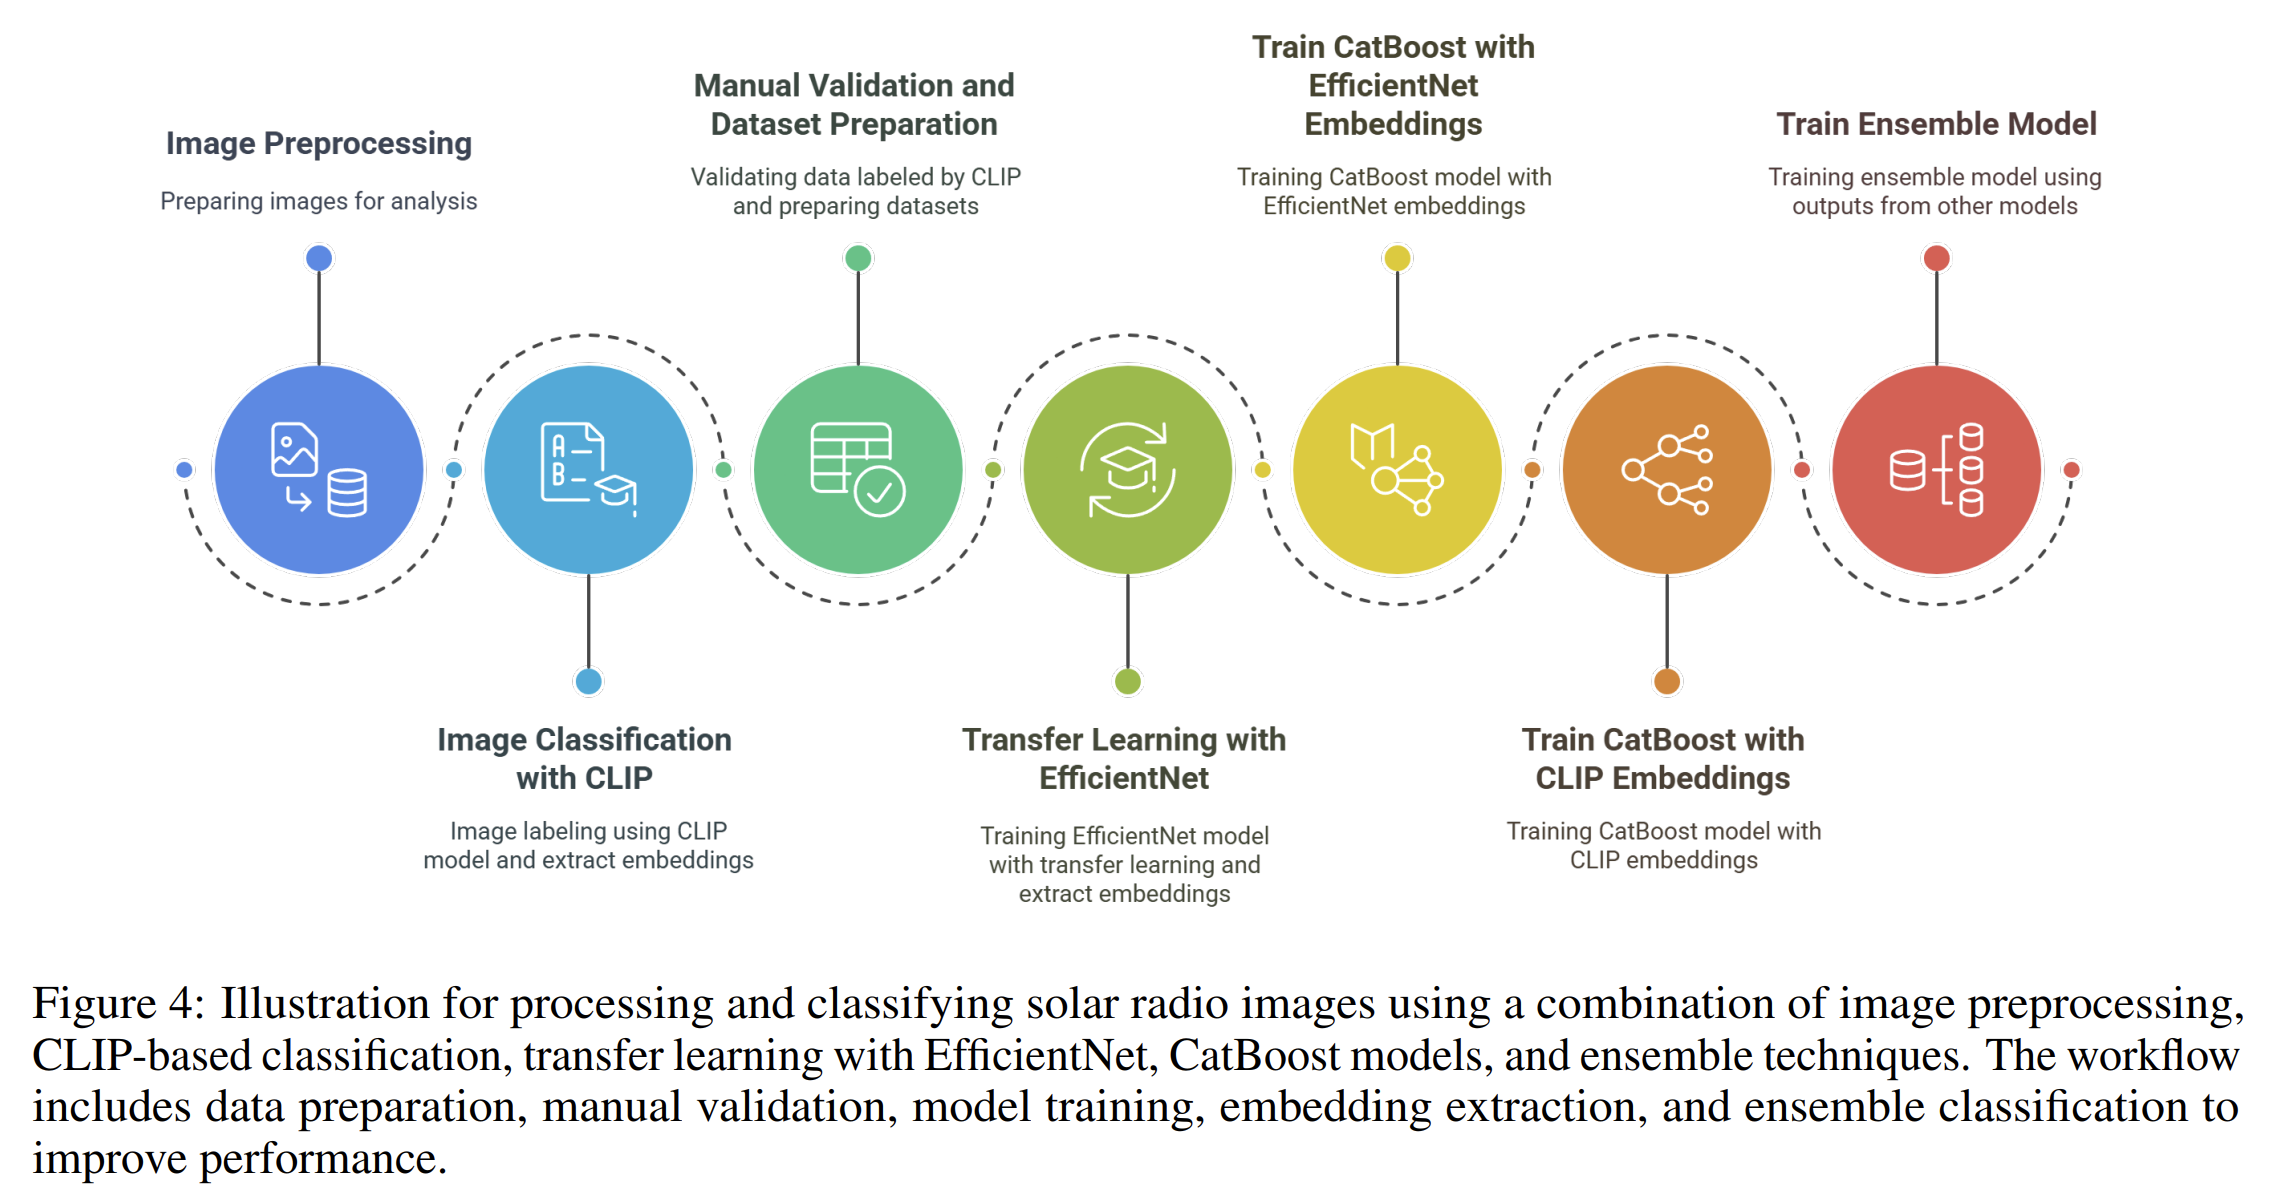 Image Preprocessing
Preparing images for analysis
Image Classification
with CLIP
Image labeling using CLIP
model and extract embeddings
Manual Validation and
Dataset Preparation
Validating data labeled by CLIP
and preparing datasets
Transfer Learning with
EfficientNet
Training EfficientNet model
with transfer learning and
extract embeddings
Train CatBoost with
EfficientNet
Embeddings
Training CatBoost model with
EfficientNet embeddings
Train CatBoost with
CLIP Embeddings
Training CatBoost model with
CLIP embeddings
Train Ensemble Model
Training ensemble model using
outputs from other models
A
B
Figure 4: Illustration for processing and classifying solar radio images using a combination of image preprocessing,
CLIP-based classification, transfer learning with EfficientNet, CatBoost models, and ensemble techniques. The workflow
includes data preparation, manual validation, model training, embedding extraction, and ensemble classification to
improve performance.